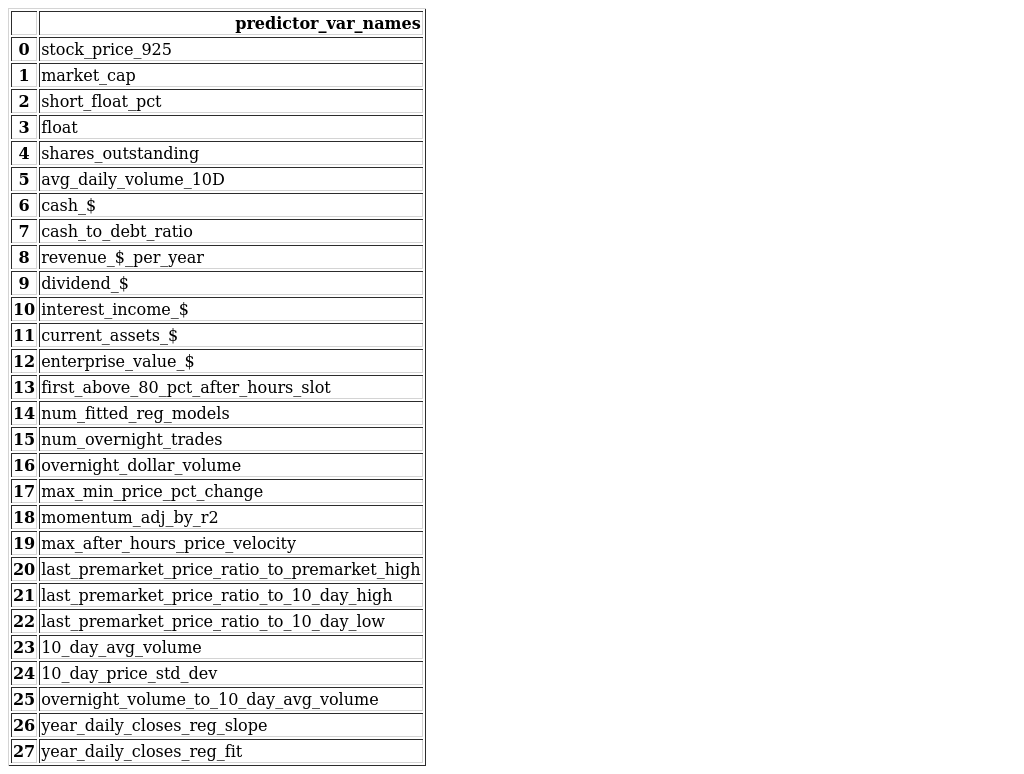 predictor_var_names
0 stock_price_925
1 market_cap
2 short_float_pct
3 float
4 shares_outstanding
5 avg_daily_volume_10D
6 cash_$
7 cash_to_debt_ratio
8 revenue_$_per_year
9 dividend_$
10 interest_income_$
11 current_assets_$
12 enterprise_value_$
13 first_above_80_pct_after_hours_slot
14 num_fitted_reg_models
15 num_overnight_trades
16 overnight_dollar_volume
17 max_min_price_pct_change
18 momentum_adj_by_r2
19 max_after_hours_price_velocity
20 last_premarket_price_ratio_to_premarket_high
21 last_premarket_price_ratio_to_10_day_high
22 last_premarket_price_ratio_to_10_day_low
23 10_day_avg_volume
24 10_day_price_std_dev
25 overnight_volume_to_10_day_avg_volume
26 year_daily_closes_reg_slope
27 year_daily_closes_reg_fit